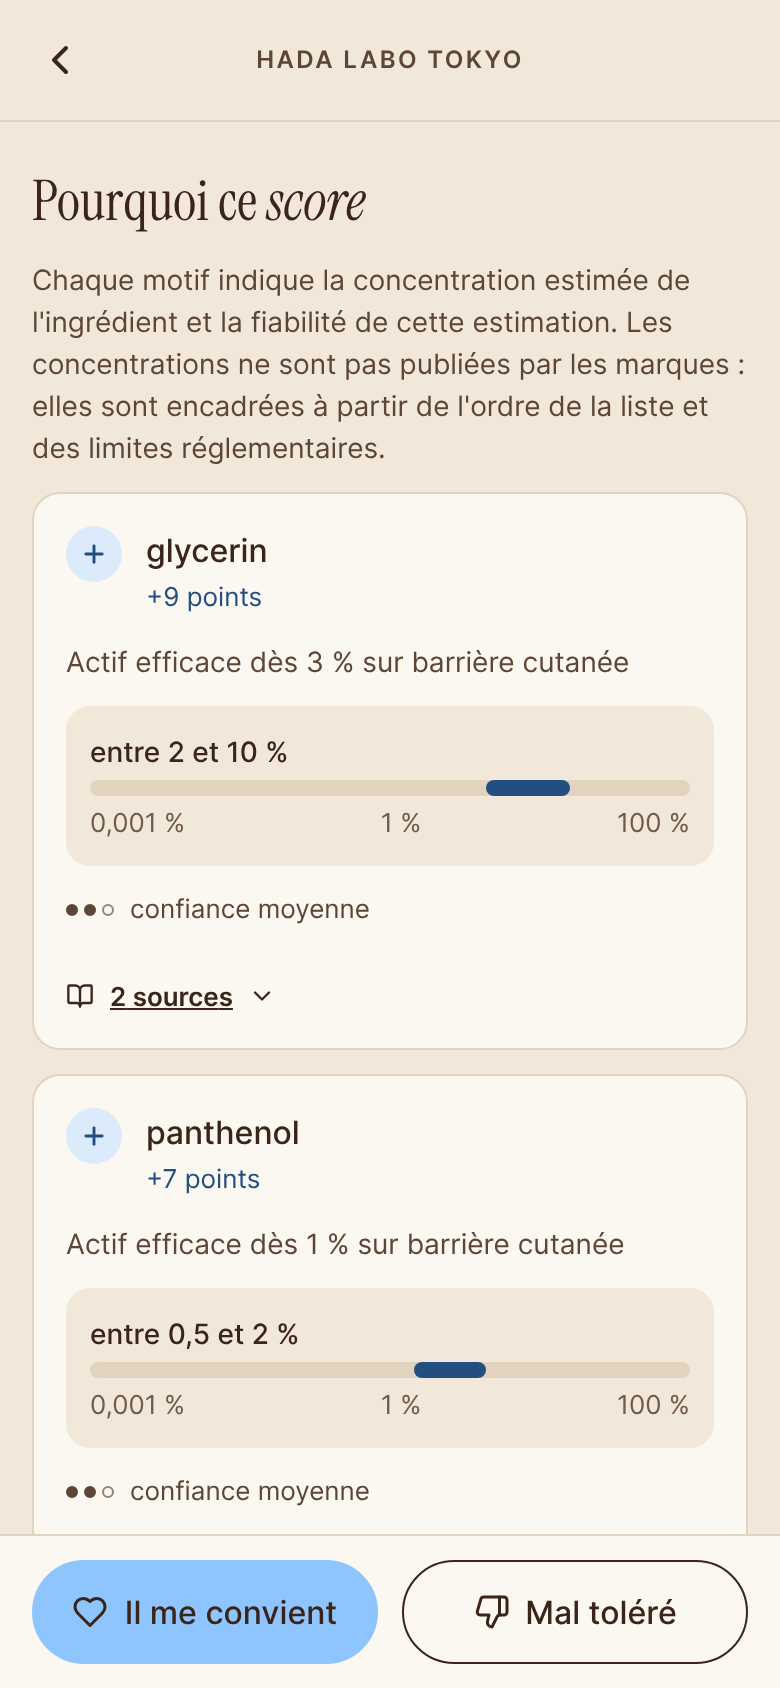 HADA LABO TOKYO
Pourquoi ce score
Chaque motif indique la concentration estimée de
l'ingrédient et la fiabilité de cette estimation. Les
concentrations ne sont pas publiées par les marques :
elles sont encadrées à partir de l'ordre de la liste et
des limites réglementaires.
glycerin
+9 points
Actif efficace dès 3 % sur barrière cutanée
entre 2 et 10 %
0,001 % 1 % 100 %
confiance moyenne
2 sources
panthenol
+7 points
Actif efficace dès 1 % sur barrière cutanée
entre 0,5 et 2 %
0,001 % 1 % 100 %
confiance moyenne
Il me convient Mal toléré